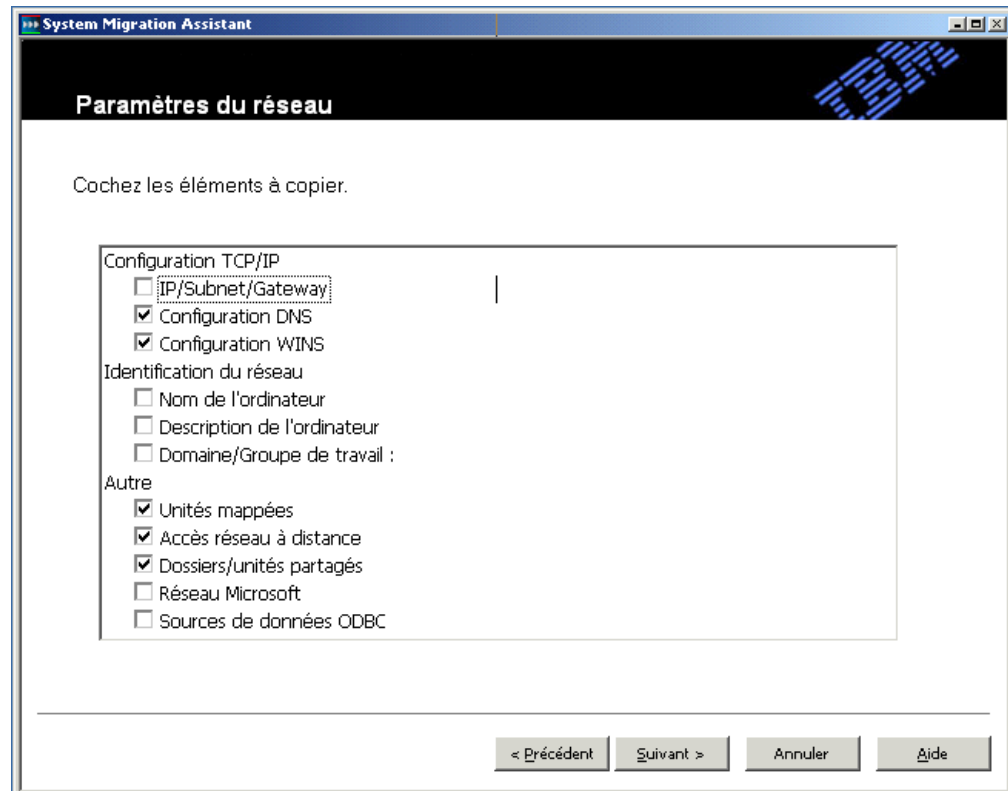 System Migration Assistant
IBM
Paramètres du réseau
Cochez les éléments à copier.
Configuration TCP/IP
IP/Subnet/Gateway
Configuration DNS
Configuration WINS
Identification du réseau
Nom de l'ordinateur
Description de l'ordinateur
Domaine/Groupe de travail :
Autre
Unités mappées
Accès réseau à distance
Dossiers/unités partagés
Réseau Microsoft
Sources de données ODBC
< Précédent Suivant > Annuler Aide